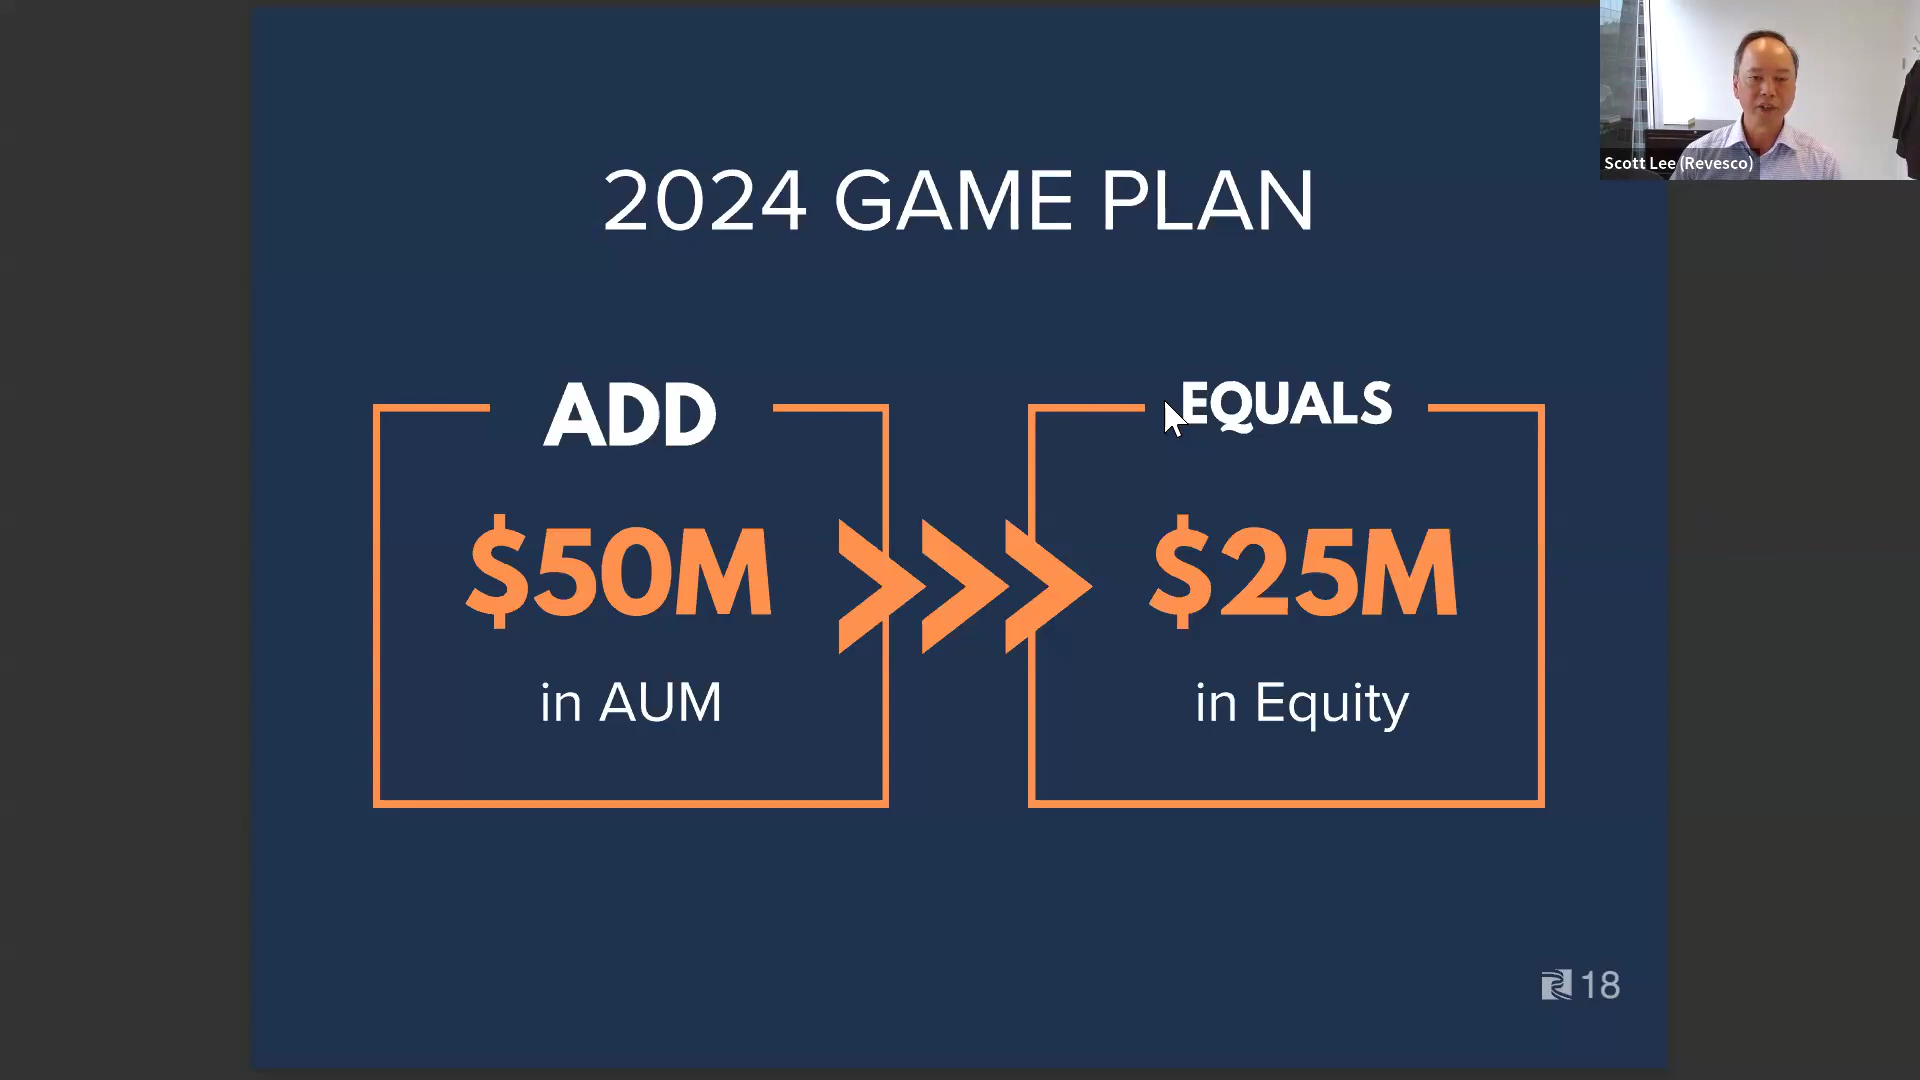 Scott Lee (Revesco)
2024 GAME PLAN
ADD
$50M
in AUM
EQUALS
$25M
in Equity
18